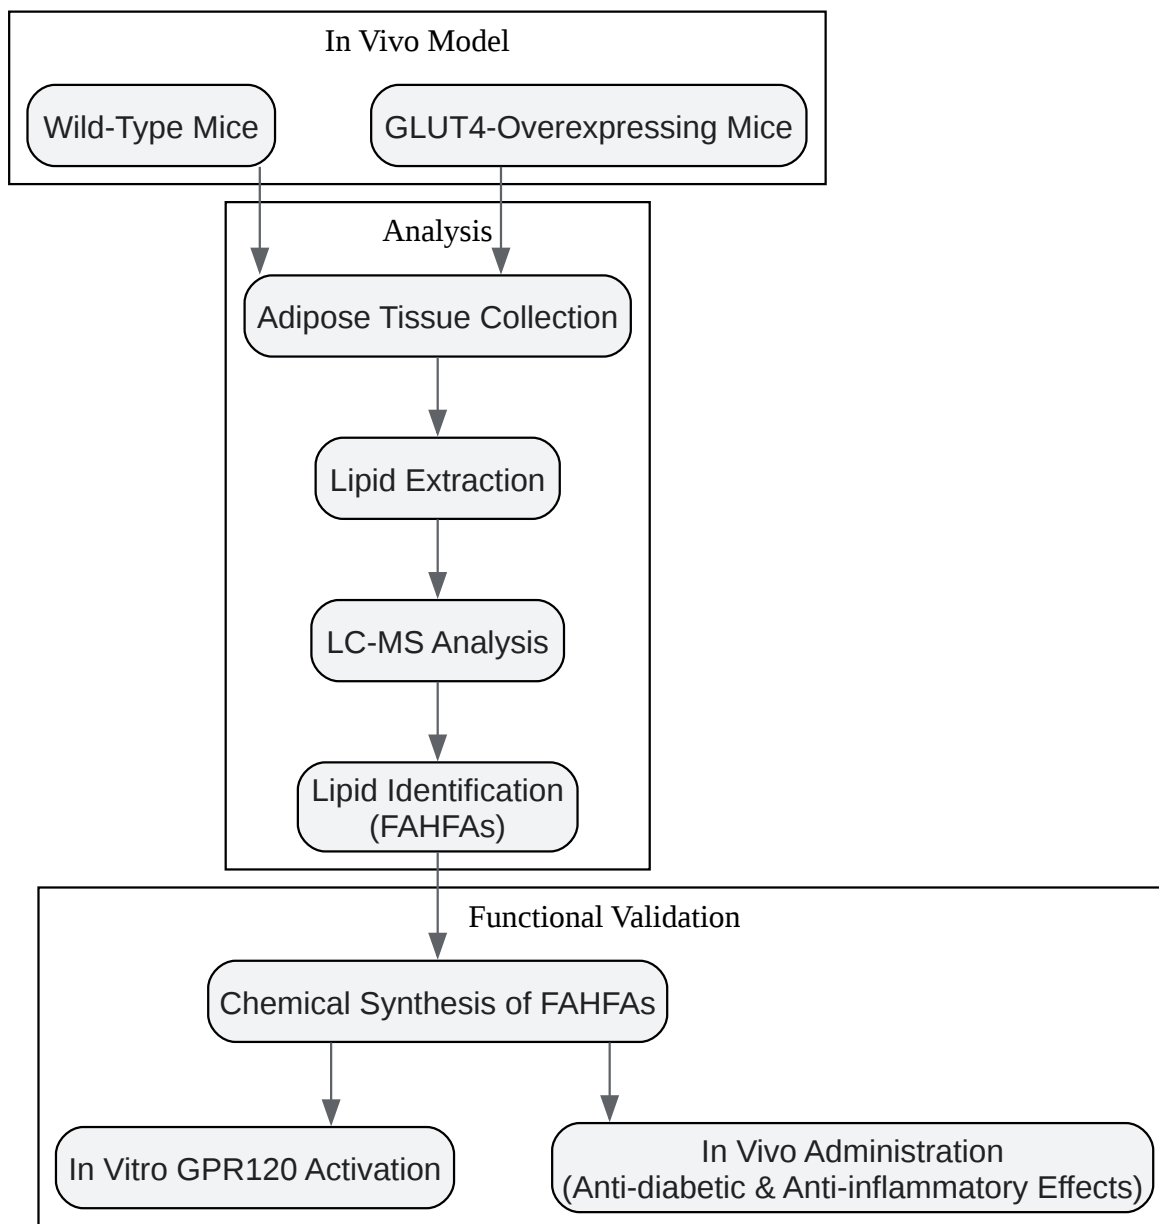 In Vivo Model
Wild-Type Mice
GLUT4-Overexpressing Mice
Analysis
Adipose Tissue Collection
Lipid Extraction
LC-MS Analysis
Lipid Identification
(FAHFAs)
Functional Validation
Chemical Synthesis of FAHFAs
In Vitro GPR120 Activation
In Vivo Administration
(Anti-diabetic & Anti-inflammatory Effects)